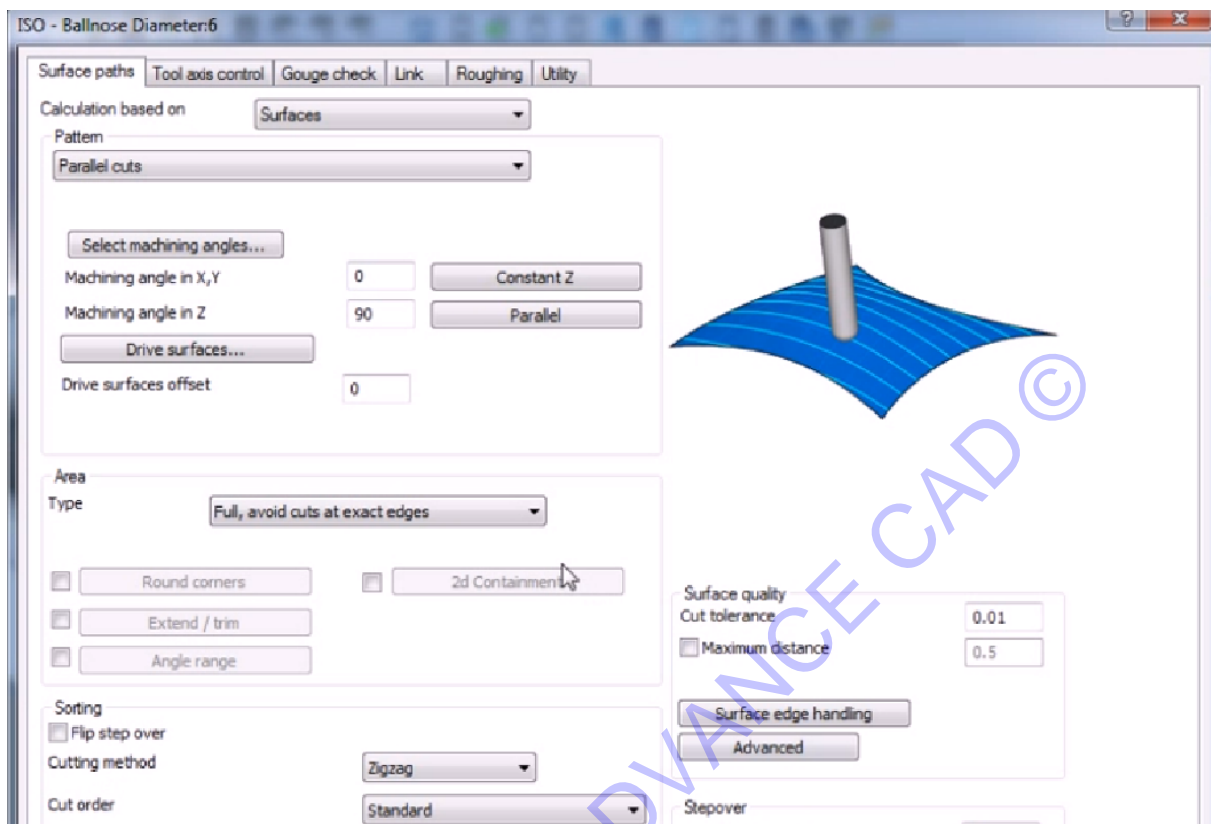 ISO - Ballnose Diameter:6
Surface paths Tool axis control Gouge check Link Roughing Utility
Calculation based on Surfaces
Pattern
Parallel cuts
Select machining angles...
Machining angle in X,Y 0 Constant Z
Machining angle in Z 90 Parallel
Drive surfaces...
Drive surfaces offset 0
Area
Type Full, avoid cuts at exact edges
Round corners 2d Containment
Extend / trim
Angle range
Sorting
Flip step over
Cutting method Zigzag
Cut order Standard
Surface quality
Cut tolerance 0.01
Maximum distance 0.5
Surface edge handling
Advanced
Stepover
ADVANCE CAD ©